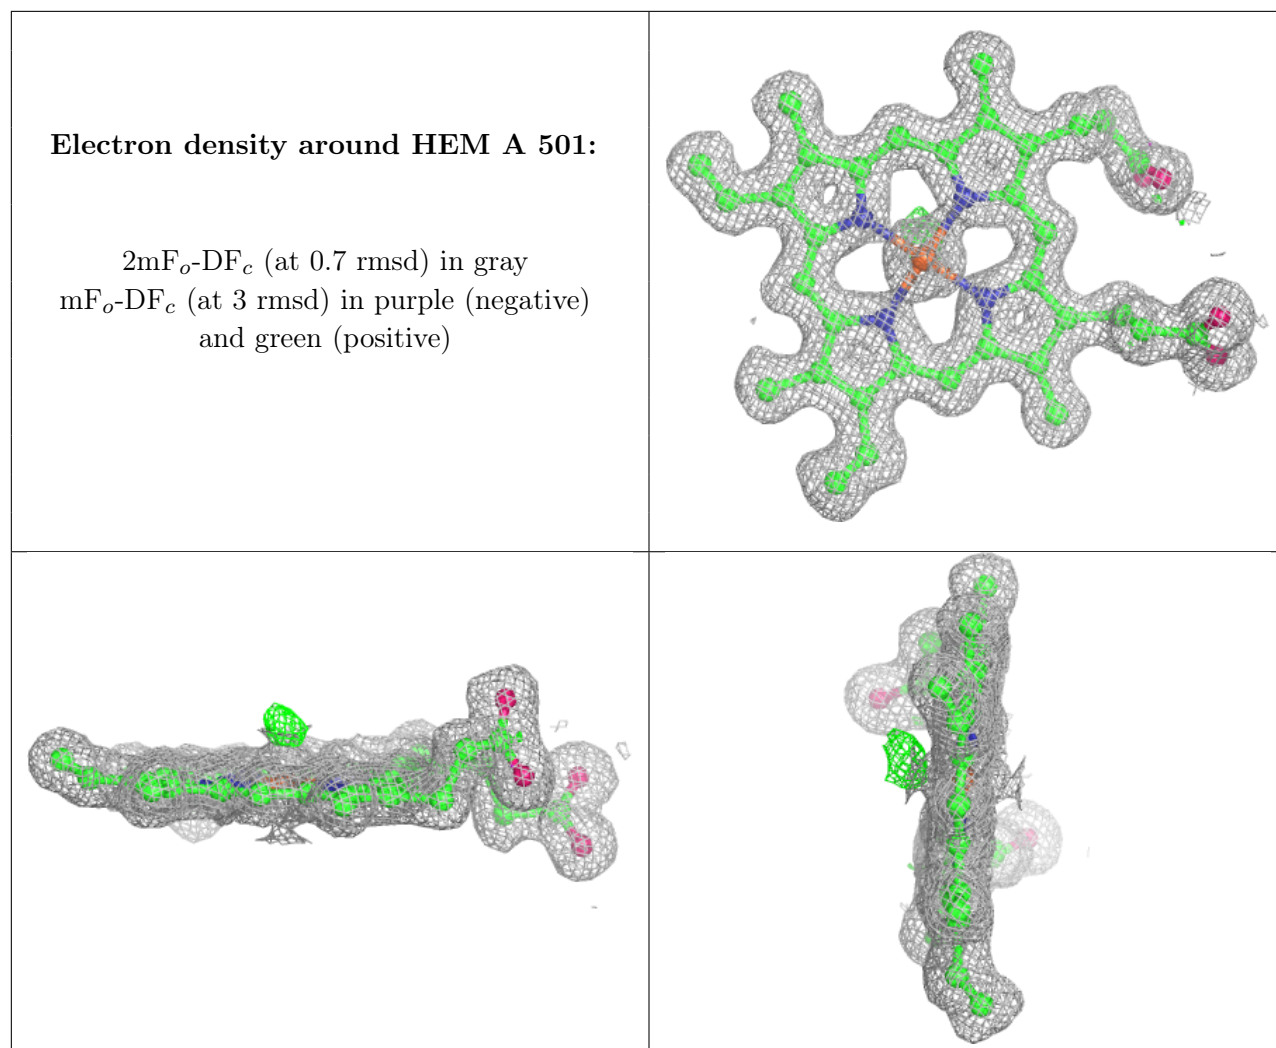 Electron density around HEM A 501:
2mFo-DFc (at 0.7 rmsd) in gray
mFo-DFc (at 3 rmsd) in purple (negative)
and green (positive)